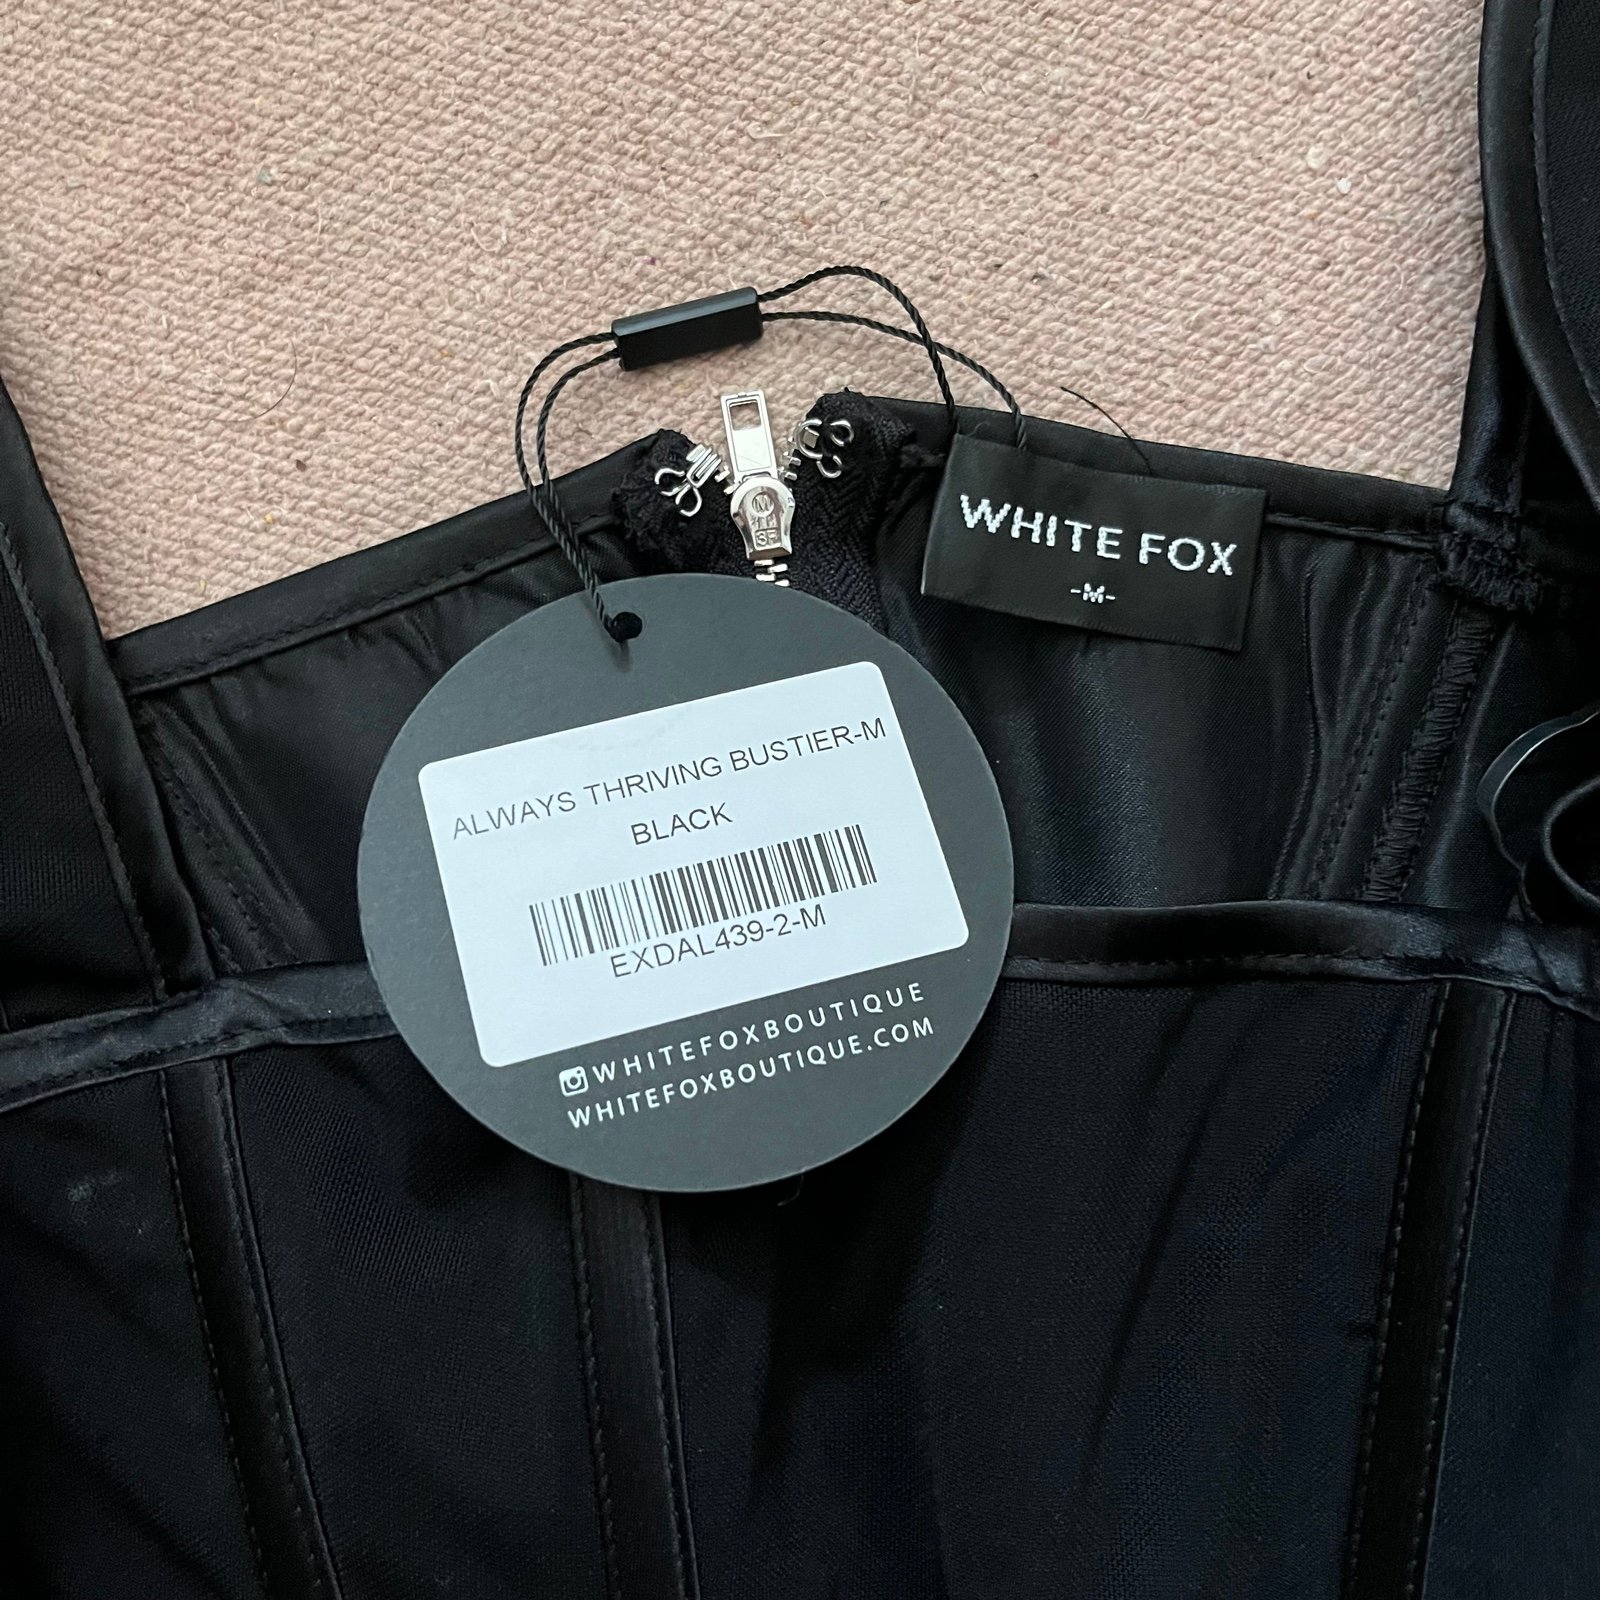 WHITE FOX
-M-
ALWAYS THRIVING BUSTIER-M
BLACK
EXDAL439-2-M
WHITEFOXBOUTIQUE
WHITEFOXBOUTIQUE.COM